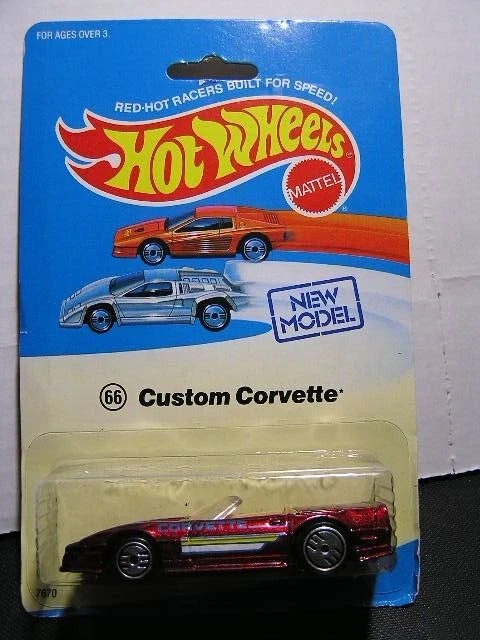 FOR AGES OVER 3.
RED-HOT RACERS BUILT FOR SPEED!
HOT WHEELS
MATTEL
®
NEW
MODEL
66 Custom Corvette*
CORVETTE
7670